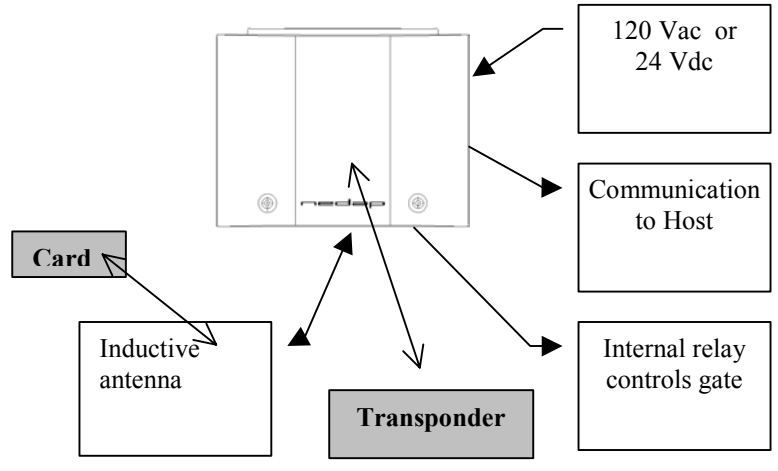 120 Vac or
24 Vdc
nedap
Communication
to Host
Card
Inductive
antenna
Transponder
Internal relay
controls gate